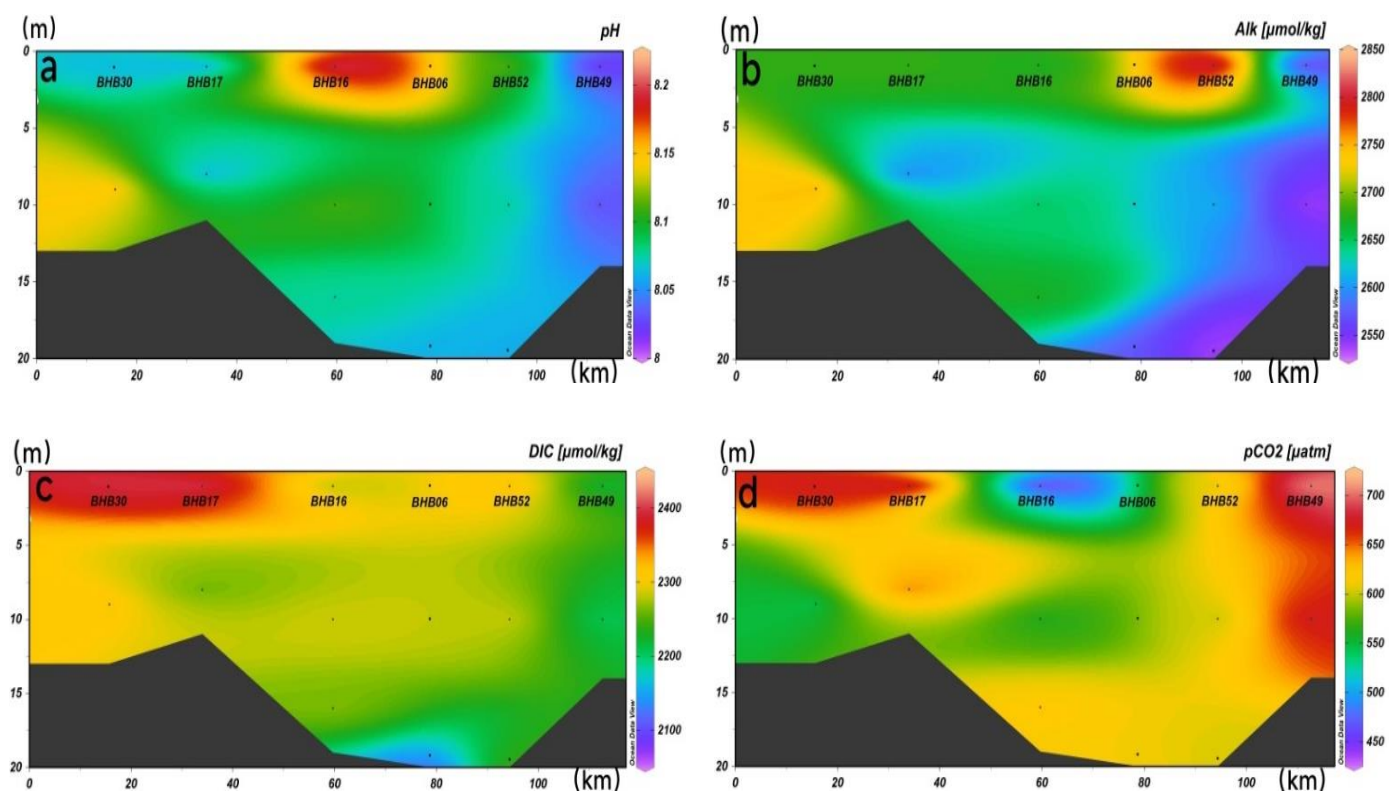 (m)
pH
a
BHB30 BHB17 BHB16 BHB06 BHB52 BHB49
0
5
10
15
20
0 20 40 60 80 100 (km)
8.2
8.15
8.1
8.05
8
Ocean Data View
(m)
Alk [μmol/kg]
b
BHB30 BHB17 BHB16 BHB06 BHB52 BHB49
0
5
10
15
20
0 20 40 60 80 100 (km)
2850
2800
2750
2700
2650
2600
2550
Ocean Data View
(m)
DIC [μmol/kg]
c
BHB30 BHB17 BHB16 BHB06 BHB52 BHB49
0
5
10
15
20
0 20 40 60 80 100 (km)
2400
2300
2200
2100
Ocean Data View
(m)
pCO2 [μatm]
d
BHB30 BHB17 BHB16 BHB06 BHB52 BHB49
0
5
10
15
20
0 20 40 60 80 100 (km)
700
650
600
550
500
450
Ocean Data View